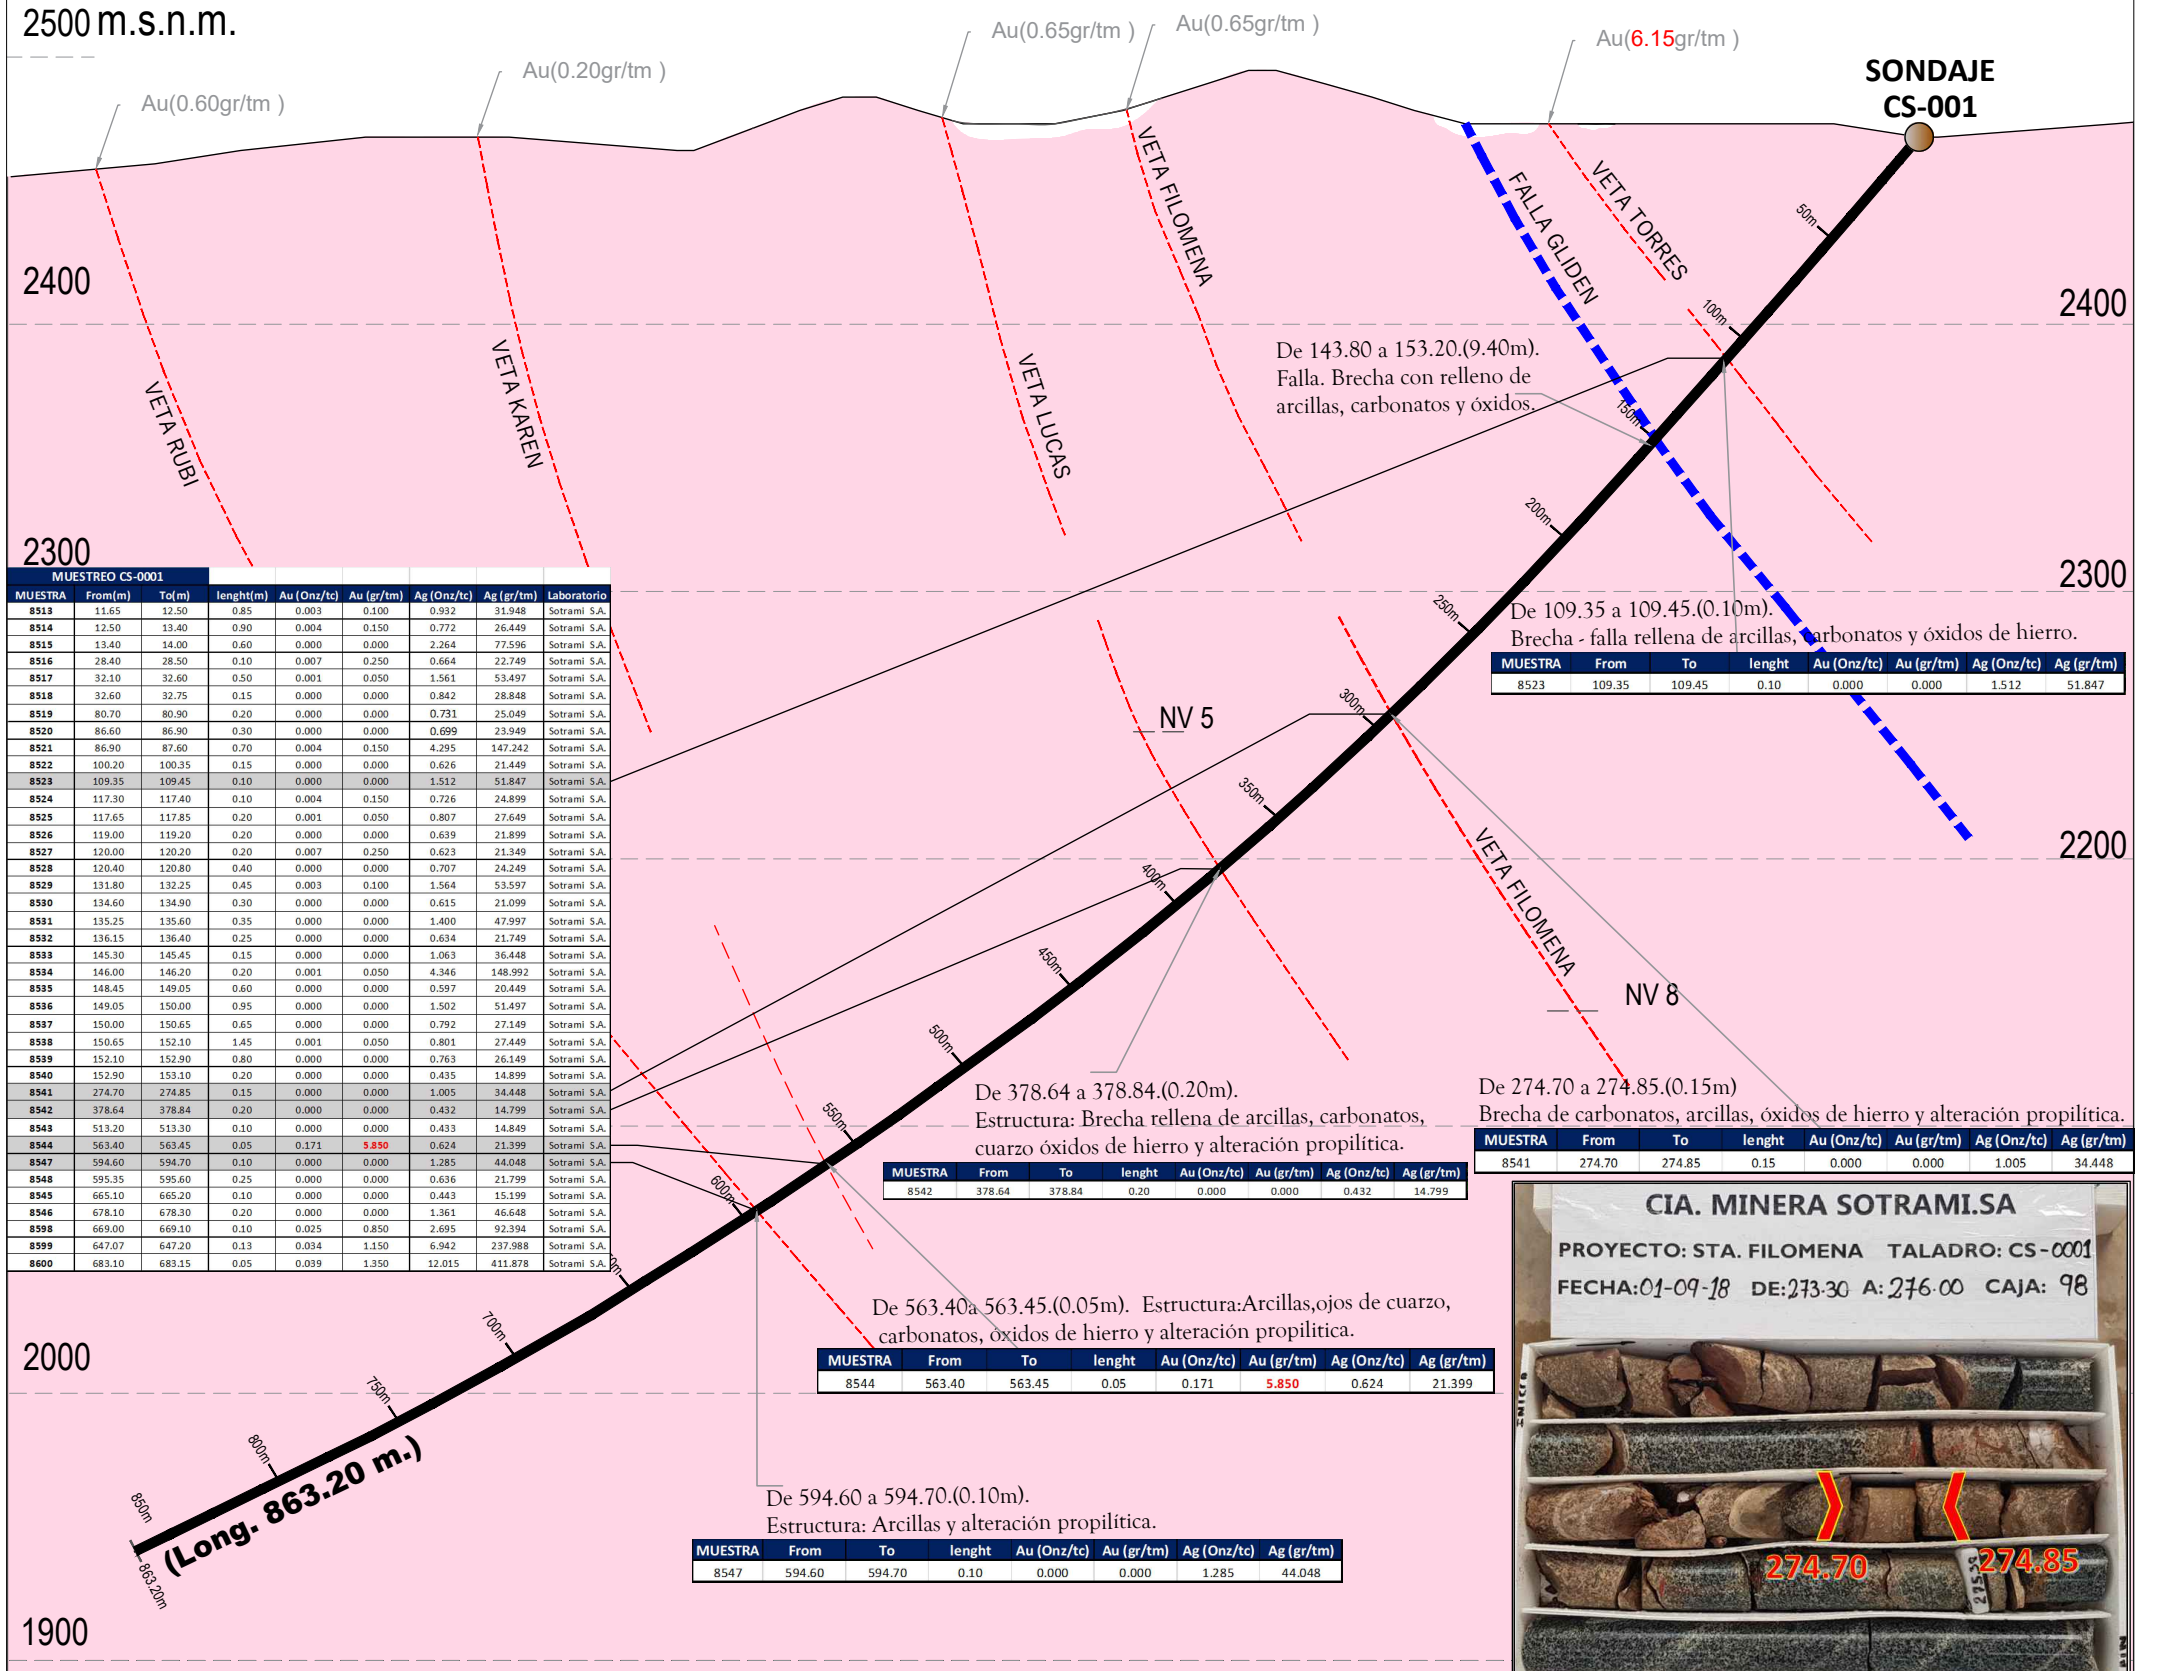 2500 m.s.n.m.
Au(0.60gr/tm )
Au(0.20gr/tm )
Au(0.65gr/tm )
Au(0.65gr/tm )
Au(6.15gr/tm )
SONDAJE
CS-001
VETA RUBI
VETA KAREN
VETA LUCAS
VETA FILOMENA
FALLA GLIDEN
VETA TORRES
50m
100m
150m
200m
250m
300m
350m
400m
450m
500m
550m
600m
700m
750m
800m
850m
863.20m
(Long. 863.20 m.)
2400
2400
2300
2300
2200
2000
1900
De 143.80 a 153.20.(9.40m).
Falla. Brecha con relleno de
arcillas, carbonatos y óxidos.
NV 5
VETA FILOMENA
NV 8
MUESTREO CS-0001
MUESTRA From(m) To(m) lenght(m) Au (Onz/tc) Au (gr/tm) Ag (Onz/tc) Ag (gr/tm) Laboratorio
8513 11.65 12.50 0.85 0.003 0.100 0.932 31.948 Sotrami S.A.
8514 12.50 13.40 0.90 0.004 0.150 0.772 26.449 Sotrami S.A.
8515 13.40 14.00 0.60 0.000 0.000 2.264 77.596 Sotrami S.A.
8516 28.40 28.50 0.10 0.007 0.250 0.664 22.749 Sotrami S.A.
8517 32.10 32.60 0.50 0.001 0.050 1.561 53.497 Sotrami S.A.
8518 32.60 32.75 0.15 0.000 0.000 0.842 28.848 Sotrami S.A.
8519 80.70 80.90 0.20 0.000 0.000 0.731 25.049 Sotrami S.A.
8520 86.60 86.90 0.30 0.000 0.000 0.699 23.949 Sotrami S.A.
8521 86.90 87.60 0.70 0.004 0.150 4.295 147.242 Sotrami S.A.
8522 100.20 100.35 0.15 0.000 0.000 0.626 21.449 Sotrami S.A.
8523 109.35 109.45 0.10 0.000 0.000 1.512 51.847 Sotrami S.A.
8524 117.30 117.40 0.10 0.004 0.150 0.726 24.899 Sotrami S.A.
8525 117.65 117.85 0.20 0.001 0.050 0.807 27.649 Sotrami S.A.
8526 119.00 119.20 0.20 0.000 0.000 0.639 21.899 Sotrami S.A.
8527 120.00 120.20 0.20 0.007 0.250 0.623 21.349 Sotrami S.A.
8528 120.40 120.80 0.40 0.000 0.000 0.707 24.249 Sotrami S.A.
8529 131.80 132.25 0.45 0.003 0.100 1.564 53.597 Sotrami S.A.
8530 134.60 134.90 0.30 0.000 0.000 0.615 21.099 Sotrami S.A.
8531 135.25 135.60 0.35 0.000 0.000 1.400 47.997 Sotrami S.A.
8532 136.15 136.40 0.25 0.000 0.000 0.634 21.749 Sotrami S.A.
8533 145.30 145.45 0.15 0.000 0.000 1.063 36.448 Sotrami S.A.
8534 146.00 146.20 0.20 0.001 0.050 4.346 148.992 Sotrami S.A.
8535 148.45 149.05 0.60 0.000 0.000 0.597 20.449 Sotrami S.A.
8536 149.05 150.00 0.95 0.000 0.000 1.502 51.497 Sotrami S.A.
8537 150.00 150.65 0.65 0.000 0.000 0.792 27.149 Sotrami S.A.
8538 150.65 152.10 1.45 0.001 0.050 0.801 27.449 Sotrami S.A.
8539 152.10 152.90 0.80 0.000 0.000 0.763 26.149 Sotrami S.A.
8540 152.90 153.10 0.20 0.000 0.000 0.435 14.899 Sotrami S.A.
8541 274.70 274.85 0.15 0.000 0.000 1.005 34.448 Sotrami S.A.
8542 378.64 378.84 0.20 0.000 0.000 0.432 14.799 Sotrami S.A.
8543 513.20 513.30 0.10 0.000 0.000 0.433 14.849 Sotrami S.A.
8544 563.40 563.45 0.05 0.171 5.850 0.624 21.399 Sotrami S.A.
8547 594.60 594.70 0.10 0.000 0.000 1.285 44.048 Sotrami S.A.
8548 595.35 595.60 0.25 0.000 0.000 0.636 21.799 Sotrami S.A.
8545 665.10 665.20 0.10 0.000 0.000 0.443 15.199 Sotrami S.A.
8546 678.10 678.30 0.20 0.000 0.000 1.361 46.648 Sotrami S.A.
8598 669.00 669.10 0.10 0.025 0.850 2.695 92.394 Sotrami S.A.
8599 647.07 647.20 0.13 0.034 1.150 6.942 237.988 Sotrami S.A.
8600 683.10 683.15 0.05 0.039 1.350 12.015 411.878 Sotrami S.A.
De 109.35 a 109.45.(0.10m).
Brecha - falla rellena de arcillas, carbonatos y óxidos de hierro.
MUESTRA From To lenght Au (Onz/tc) Au (gr/tm) Ag (Onz/tc) Ag (gr/tm)
8523 109.35 109.45 0.10 0.000 0.000 1.512 51.847
De 378.64 a 378.84.(0.20m).
Estructura: Brecha rellena de arcillas, carbonatos,
cuarzo óxidos de hierro y alteración propilítica.
MUESTRA From To lenght Au (Onz/tc) Au (gr/tm) Ag (Onz/tc) Ag (gr/tm)
8542 378.64 378.84 0.20 0.000 0.000 0.432 14.799
De 274.70 a 274.85.(0.15m)
Brecha de carbonatos, arcillas, óxidos de hierro y alteración propilítica.
MUESTRA From To lenght Au (Onz/tc) Au (gr/tm) Ag (Onz/tc) Ag (gr/tm)
8541 274.70 274.85 0.15 0.000 0.000 1.005 34.448
De 563.40a 563.45.(0.05m). Estructura:Arcillas,ojos de cuarzo,
carbonatos, óxidos de hierro y alteración propilitica.
MUESTRA From To lenght Au (Onz/tc) Au (gr/tm) Ag (Onz/tc) Ag (gr/tm)
8544 563.40 563.45 0.05 0.171 5.850 0.624 21.399
De 594.60 a 594.70.(0.10m).
Estructura: Arcillas y alteración propilítica.
MUESTRA From To lenght Au (Onz/tc) Au (gr/tm) Ag (Onz/tc) Ag (gr/tm)
8547 594.60 594.70 0.10 0.000 0.000 1.285 44.048
CIA. MINERA SOTRAMI.SA
PROYECTO: STA. FILOMENA TALADRO: CS-0001
FECHA:01-09-18 DE:273.30 A: 276.00 CAJA: 98
274.70
274.85